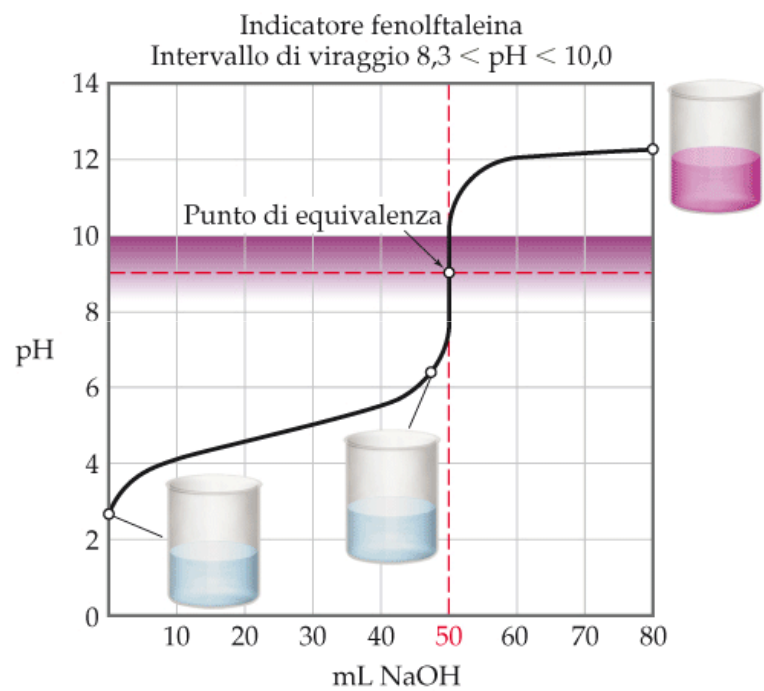 Indicatore fenolftaleina
Intervallo di viraggio 8,3 < pH < 10,0
14
12
Punto di equivalenza
10
8
pH
6
4
2
0
10 20 30 40 50 60 70 80
mL NaOH